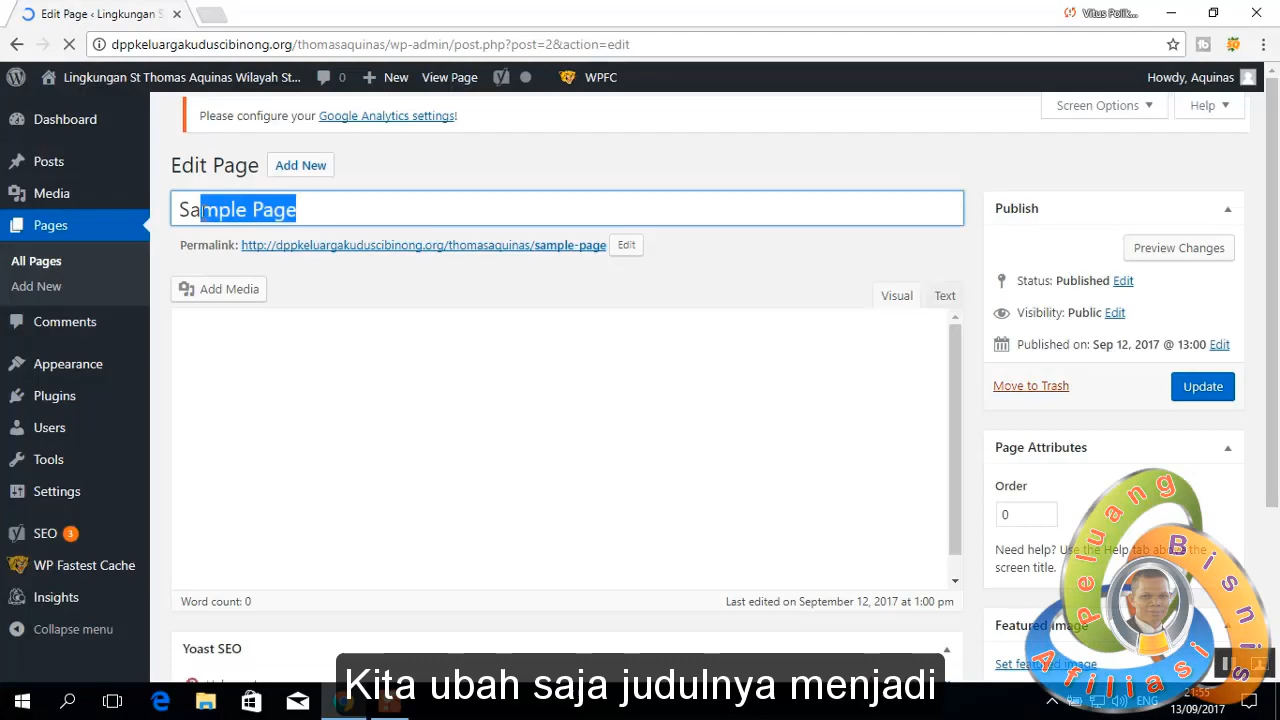 Edit Page ‹ Lingkungan S
Vitus Polik...
dppkeluargakuduscibinong.org/thomasaquinas/wp-admin/post.php?post=2&action=edit
Lingkungan St Thomas Aquinas Wilayah St...
0
New
View Page
WPFC
Howdy, Aquinas
Dashboard
Posts
Media
Pages
All Pages
Add New
Comments
Appearance
Plugins
Users
Tools
Settings
SEO 3
WP Fastest Cache
Insights
Collapse menu
Please configure your Google Analytics settings!
Screen Options
Help
Edit Page
Add New
Sample Page
Permalink: http://dppkeluargakuduscibinong.org/thomasaquinas/sample-page
Edit
Add Media
Visual
Text
Word count: 0
Last edited on September 12, 2017 at 1:00 pm
Yoast SEO
Publish
Preview Changes
Status: Published Edit
Visibility: Public Edit
Published on: Sep 12, 2017 @ 13:00 Edit
Move to Trash
Update
Page Attributes
Order
0
Need help? Use the Help tab above the
screen title.
Featured Image
Set featured image
Peluang
Bisnis
Afiliasi
Kita ubah saja judulnya menjadi
ENG
21:55
13/09/2017